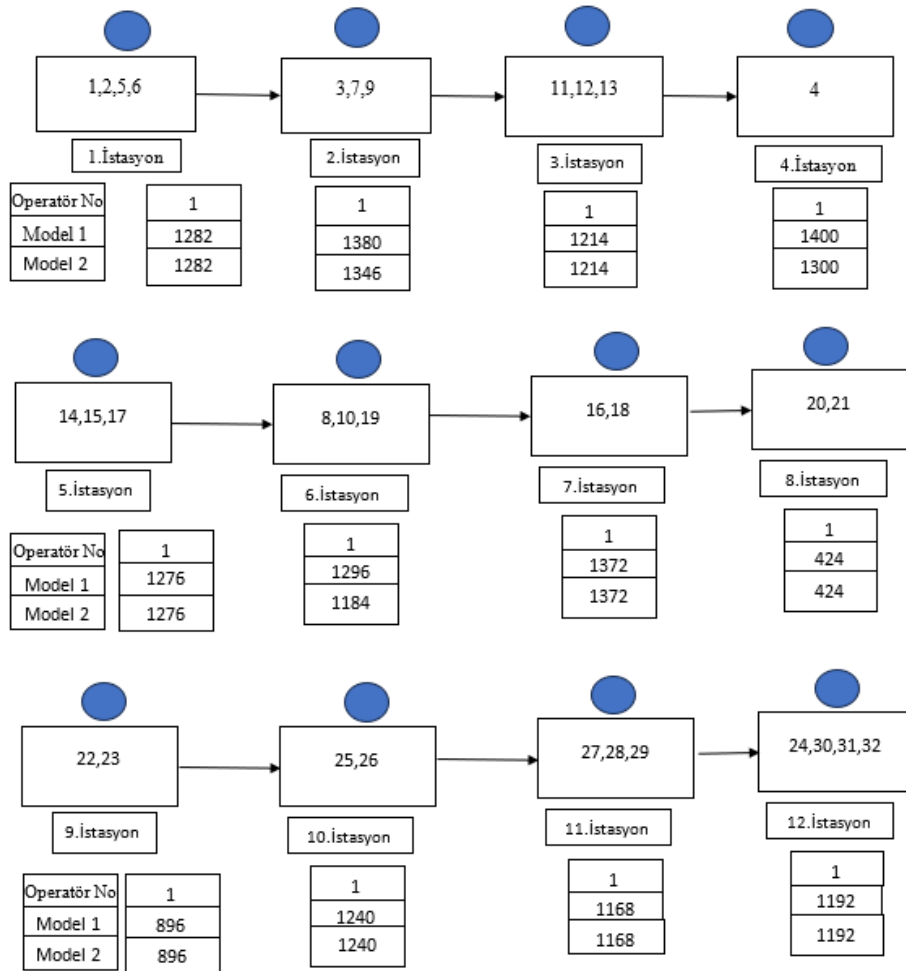 1,2,5,6
3,7,9
11,12,13
4
1.İstasyon
2.İstasyon
3.İstasyon
4.İstasyon
Operatör No 1 1 1 1
Model 1 1282 1380 1214 1400
Model 2 1282 1346 1214 1300
14,15,17
8,10,19
16,18
20,21
5.İstasyon
6.İstasyon
7.İstasyon
8.İstasyon
Operatör No 1 1 1 1
Model 1 1276 1296 1372 424
Model 2 1276 1184 1372 424
22,23
25,26
27,28,29
24,30,31,32
9.İstasyon
10.İstasyon
11.İstasyon
12.İstasyon
Operatör No 1 1 1 1
Model 1 896 1240 1168 1192
Model 2 896 1240 1168 1192